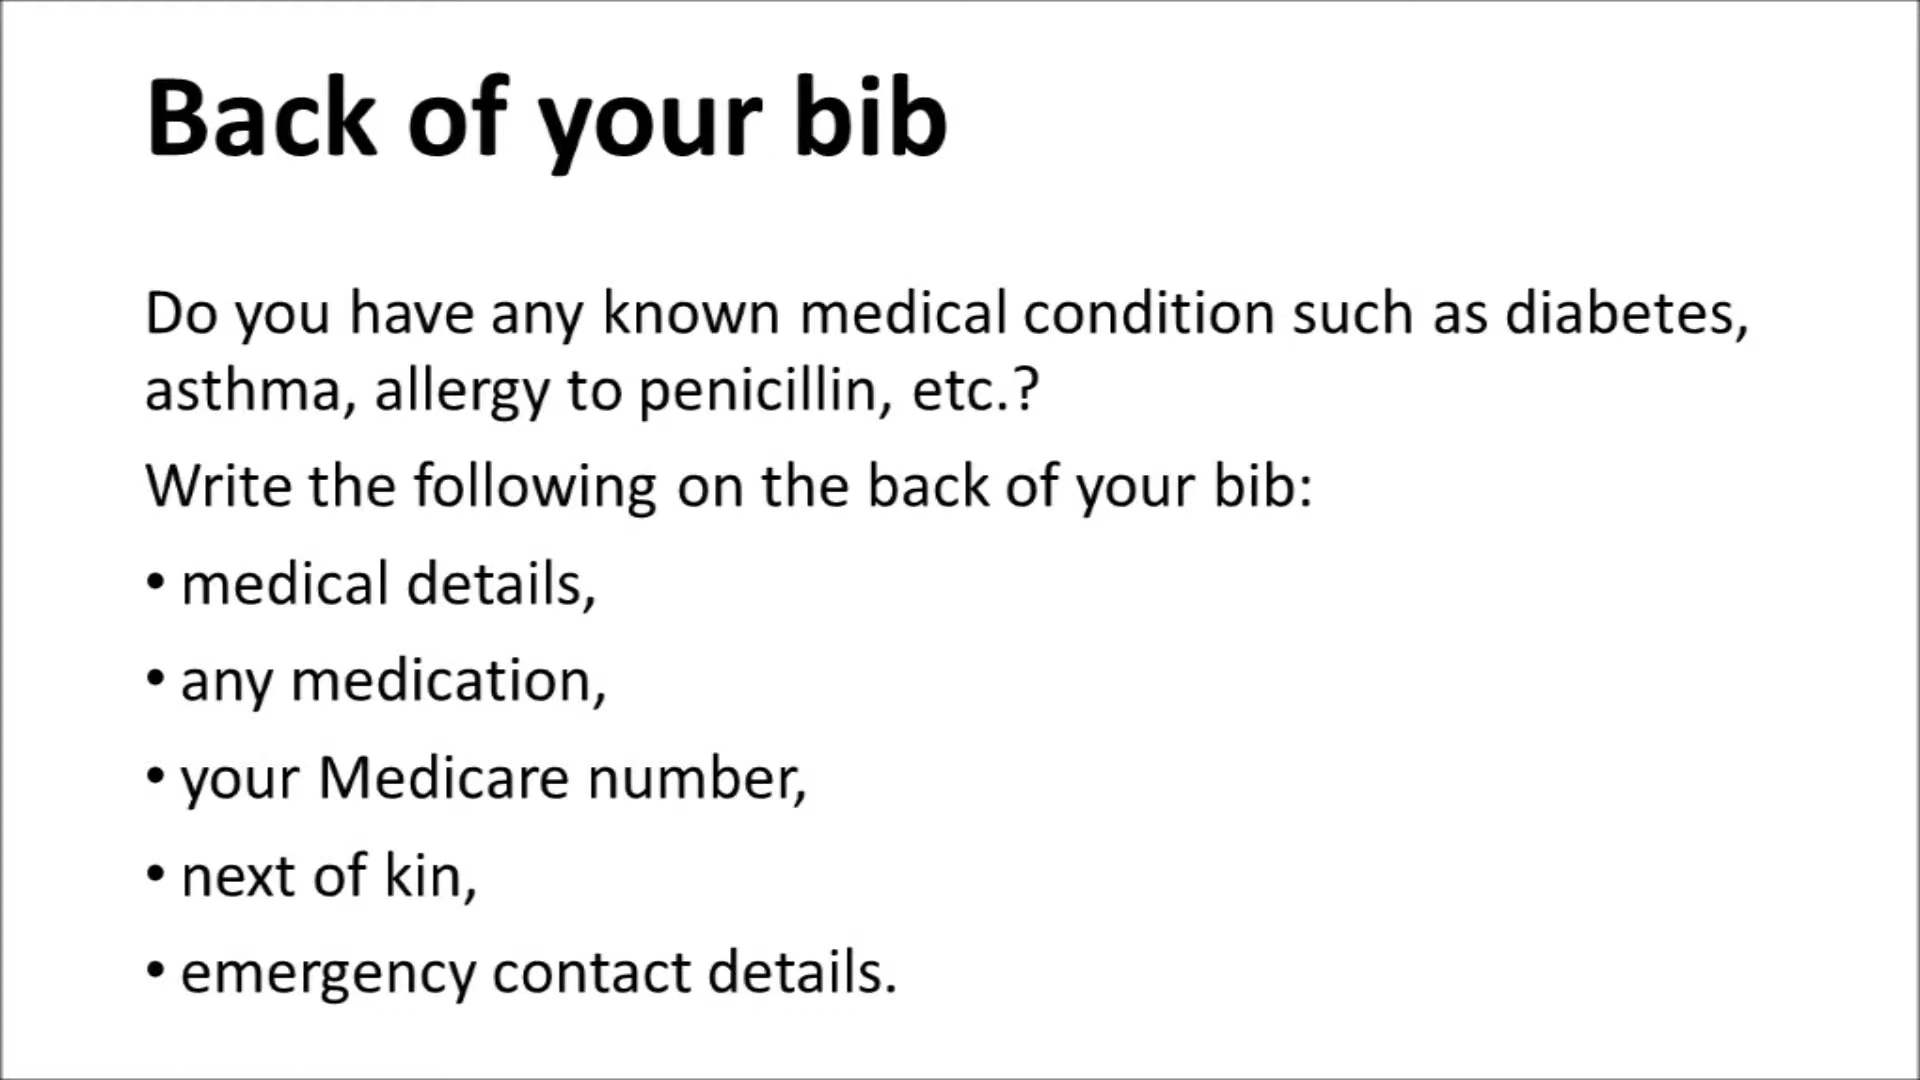 Back of your bib
Do you have any known medical condition such as diabetes,
asthma, allergy to penicillin, etc.?
Write the following on the back of your bib:
• medical details,
• any medication,
• your Medicare number,
• next of kin,
• emergency contact details.